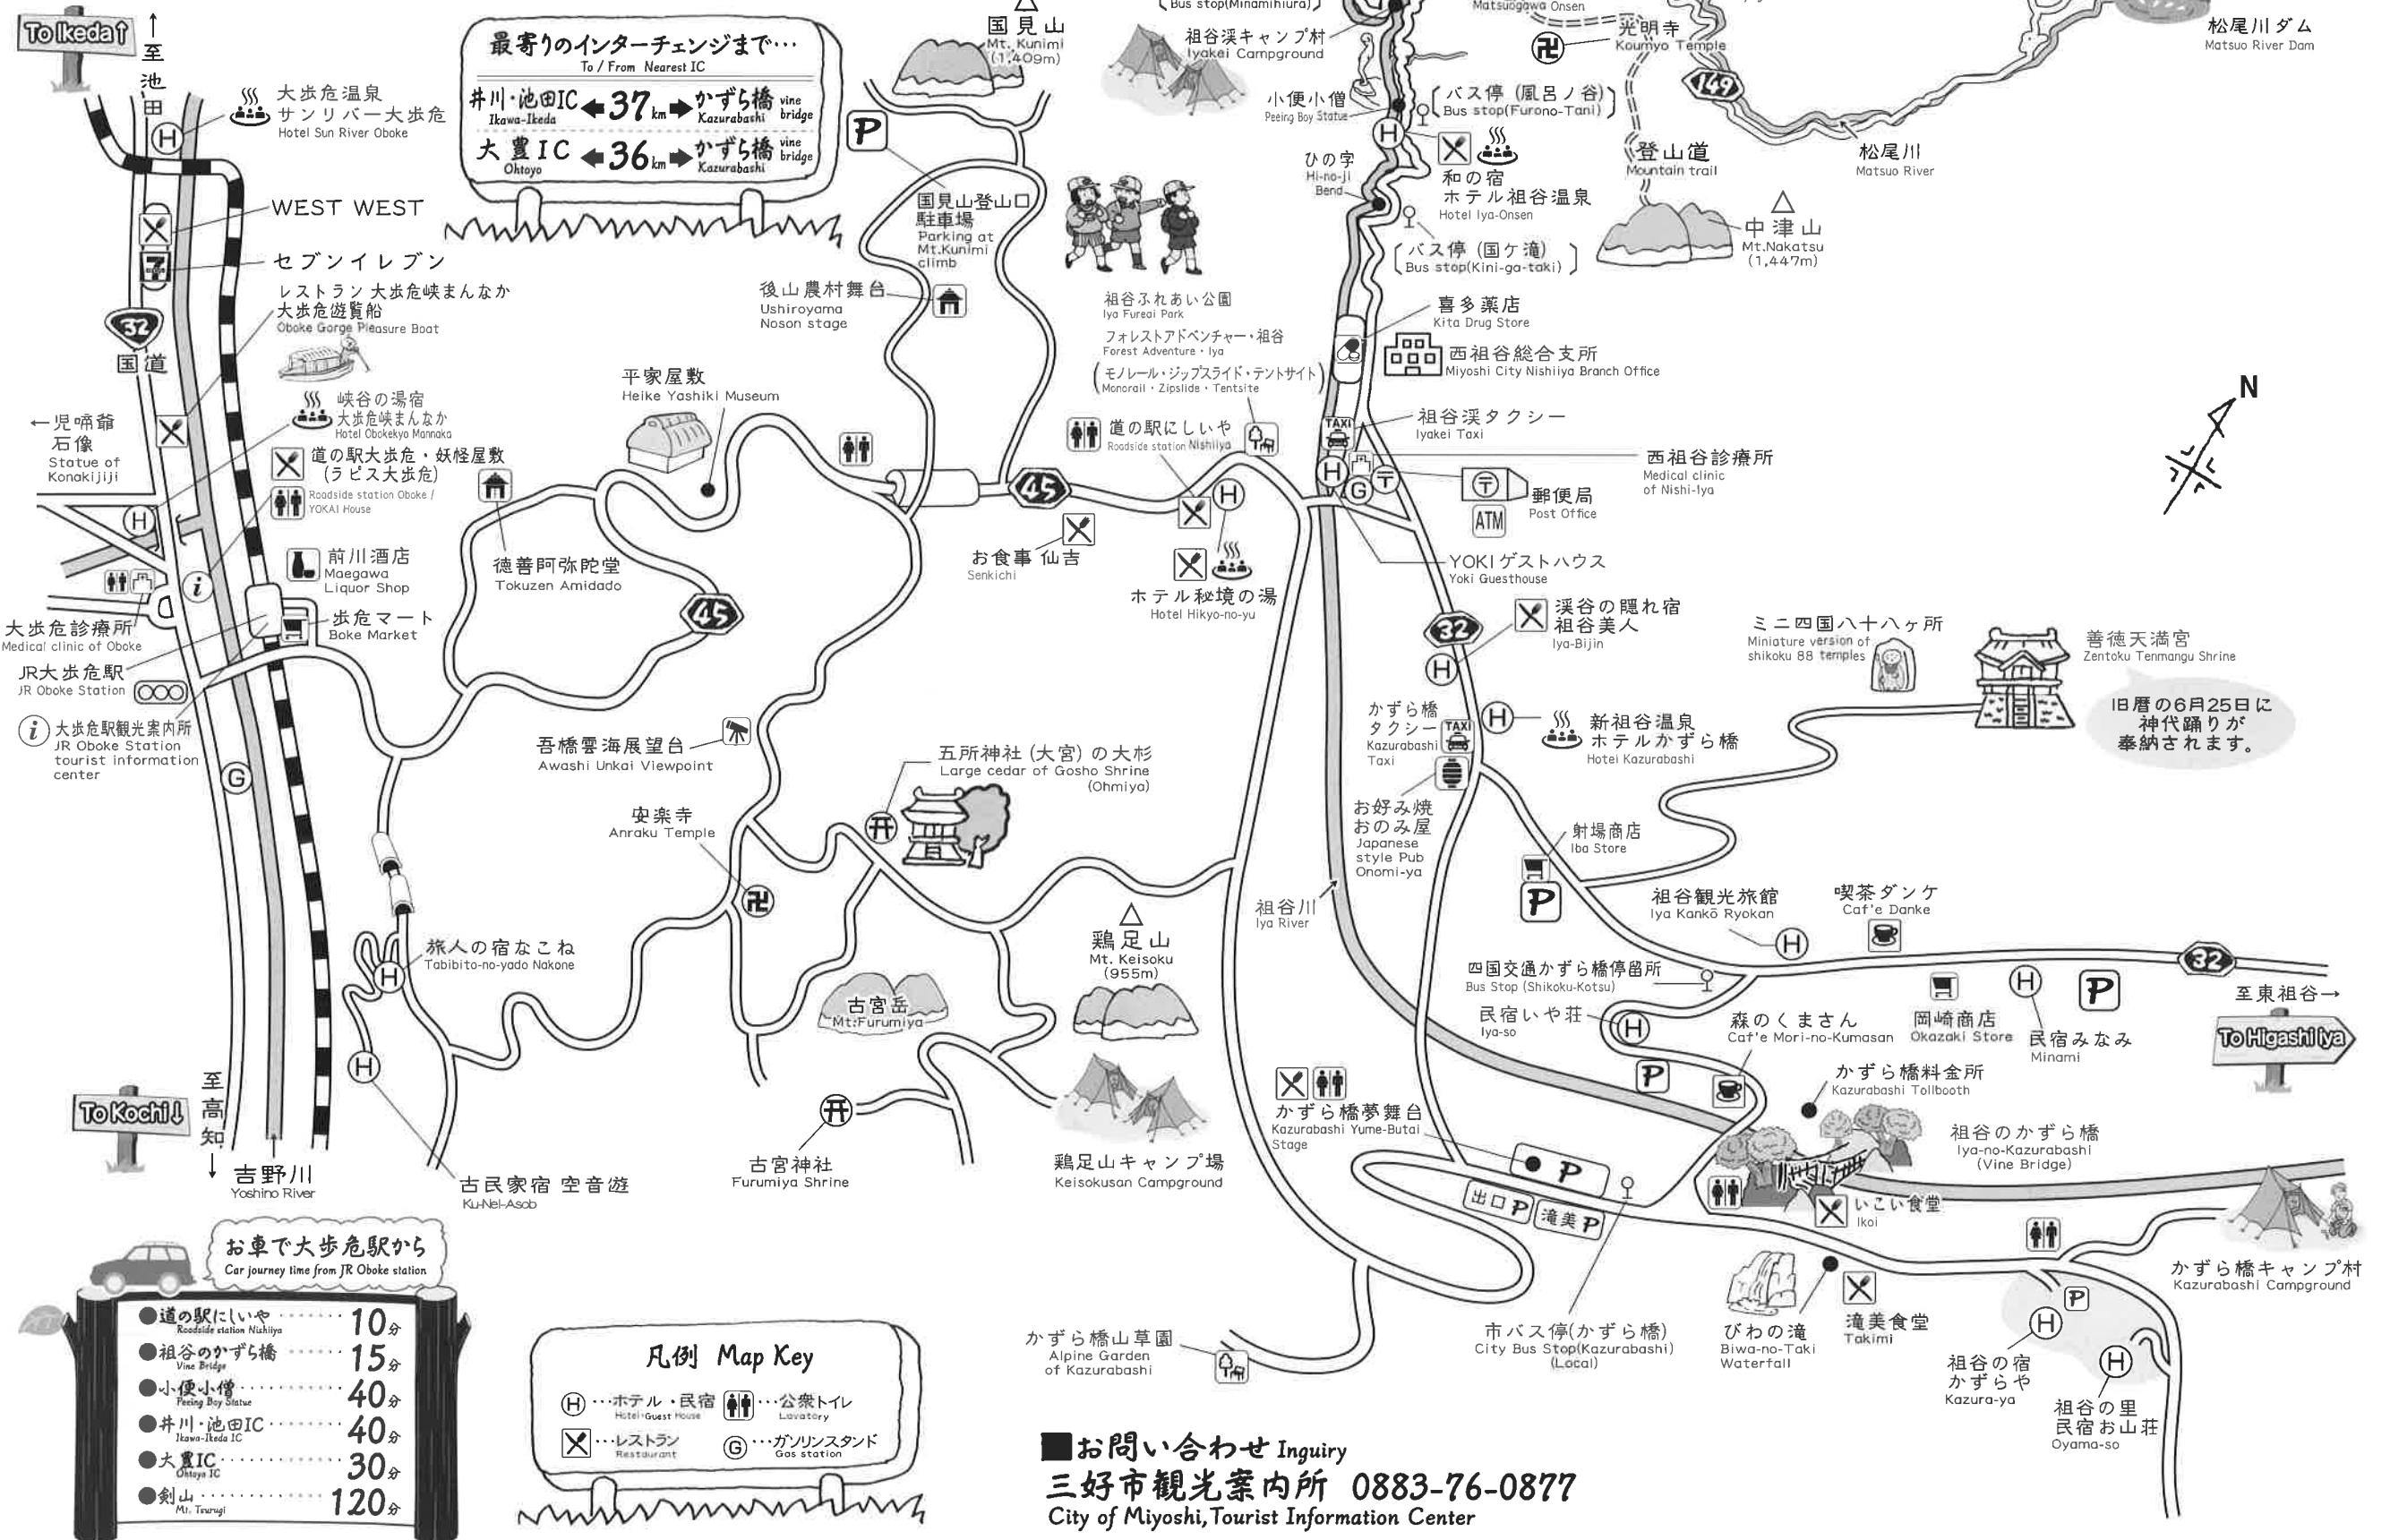 To Ikeda↑
↑
至池田
大歩危温泉
サンリバー大歩危
Hotel Sun River Oboke
WEST WEST
セブンイレブン
レストラン 大歩危峡まんなか
大歩危遊覧船
Oboke Gorge Pleasure Boat
32
国道
峡谷の湯宿
大歩危峡まんなか
Hotel Obokekyo Mannaka
←児啼爺
石像
Statue of
Konakijiji
道の駅大歩危・妖怪屋敷
(ラピス大歩危)
Roadside station Oboke /
YOKAI House
前川酒店
Maegawa
Liquor Shop
歩危マート
Boke Market
大歩危診療所
Medical clinic of Oboke
JR大歩危駅
JR Oboke Station
大歩危駅観光案内所
JR Oboke Station
tourist information
center
To Kochi↓
至高知
↓
吉野川
Yoshino River
最寄りのインターチェンジまで…
To / From Nearest IC
井川・池田IC ←37km→ かずら橋 vine bridge
Ikawa-Ikeda Kazurabashi
大豊IC ←36km→ かずら橋 vine bridge
Ohtoyo Kazurabashi
国見山
Mt. Kunimi
(1,409m)
P
国見山登山口
駐車場
Parking at
Mt.Kunimi
climb
後山農村舞台
Ushiroyama
Noson stage
平家屋敷
Heike Yashiki Museum
徳善阿弥陀堂
Tokuzen Amidado
45
45
吾橋雲海展望台
Awashi Unkai Viewpoint
五所神社 (大宮) の大杉
Large cedar of Gosho Shrine
(Ohmiya)
安楽寺
Anraku Temple
旅人の宿なこね
Tabibito-no-yado Nakone
古民家宿 空音遊
Ku-Nel-Asob
古宮岳
Mt.Furumiya
古宮神社
Furumiya Shrine
鶏足山
Mt. Keisoku
(955m)
鶏足山キャンプ場
Keisokusan Campground
Bus stop(Minamihiura)
祖谷渓キャンプ村
Iyakei Campground
小便小僧
Peeing Boy Statue
バス停 (風呂ノ谷)
Bus stop(Furono-Tani)
ひの字
Hi-no-ji
Bend
和の宿
ホテル祖谷温泉
Hotel Iya-Onsen
バス停 (国ケ滝)
Bus stop(Kini-ga-taki)
Matsuogawa Onsen
光明寺
Koumyo Temple
149
松尾川ダム
Matsuo River Dam
松尾川
Matsuo River
登山道
Mountain trail
中津山
Mt.Nakatsu
(1,447m)
N
祖谷ふれあい公園
Iya Fureai Park
フォレストアドベンチャー・祖谷
Forest Adventure・Iya
(モノレール・ジップスライド・テントサイト)
Monorail・Zipslide・Tentsite
道の駅にしいや
Roadside station Nishiiya
喜多薬店
Kita Drug Store
西祖谷総合支所
Miyoshi City Nishiiya Branch Office
TAXI
祖谷渓タクシー
Iyakei Taxi
西祖谷診療所
Medical clinic
of Nishi-Iya
郵便局
Post Office
ATM
お食事 仙吉
Senkichi
ホテル秘境の湯
Hotel Hikyo-no-yu
YOKIゲストハウス
Yoki Guesthouse
32
渓谷の隠れ宿
祖谷美人
Iya-Bijin
ミニ四国八十八ヶ所
Miniature version of
shikoku 88 temples
善徳天満宮
Zentoku Tenmangu Shrine
旧暦の6月25日に
神代踊りが
奉納されます。
かずら橋
タクシー
Kazurabashi
Taxi
TAXI
新祖谷温泉
ホテルかずら橋
Hotel Kazurabashi
お好み焼
おのみ屋
Japanese
style Pub
Onomi-ya
射場商店
Iba Store
P
祖谷川
Iya River
祖谷観光旅館
Iya Kankō Ryokan
喫茶ダンケ
Caf'e Danke
32
四国交通かずら橋停留所
Bus Stop (Shikoku-Kotsu)
民宿いや荘
Iya-so
森のくまさん
Caf'e Mori-no-Kumasan
岡崎商店
Okazaki Store
民宿みなみ
Minami
P
至東祖谷→
To Higashi Iya
P
かずら橋料金所
Kazurabashi Tollbooth
かずら橋夢舞台
Kazurabashi Yume-Butai
Stage
祖谷のかずら橋
Iya-no-Kazurabashi
(Vine Bridge)
P
出口 P
滝美 P
いこい食堂
Ikoi
かずら橋キャンプ村
Kazurabashi Campground
かずら橋山草園
Alpine Garden
of Kazurabashi
市バス停(かずら橋)
City Bus Stop(Kazurabashi)
(Local)
びわの滝
Biwa-no-Taki
Waterfall
滝美食堂
Takimi
P
祖谷の宿
かずらや
Kazura-ya
祖谷の里
民宿お山荘
Oyama-so
お車で大歩危駅から
Car journey time from JR Oboke station
●道の駅にしいや 10分
Roadside station Nishiiya
●祖谷のかずら橋 15分
Vine Bridge
●小便小僧 40分
Peeing Boy Statue
●井川・池田IC 40分
Ikawa-Ikeda IC
●大豊IC 30分
Ohtoyo IC
●剣山 120分
Mt. Tsurugi
凡例 Map Key
H…ホテル・民宿
Hotel・Guest House
…公衆トイレ
Lavatory
…レストラン
Restaurant
G…ガソリンスタンド
Gas station
■お問い合わせ Inguiry
三好市観光案内所 0883-76-0877
City of Miyoshi,Tourist Information Center